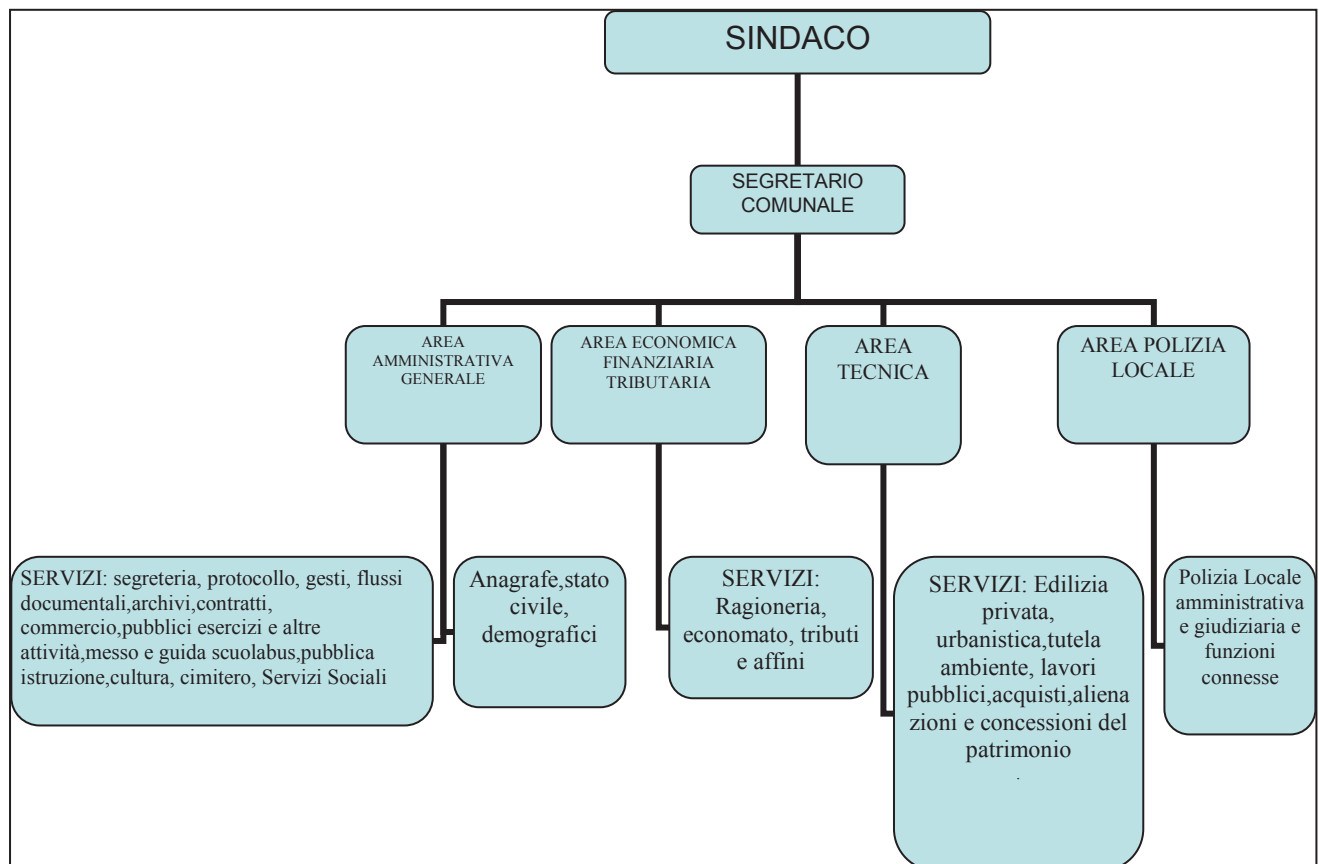 SINDACO
SEGRETARIO
COMUNALE
AREA
AMMINISTRATIVA
GENERALE
AREA ECONOMICA
FINANZIARIA
TRIBUTARIA
AREA
TECNICA
AREA POLIZIA
LOCALE
SERVIZI: segreteria, protocollo, gesti, flussi
documentali,archivi,contratti,
commercio,pubblici esercizi e altre
attività,messo e guida scuolabus,pubblica
istruzione,cultura, cimitero, Servizi Sociali
Anagrafe,stato
civile,
demografici
SERVIZI:
Ragioneria,
economato, tributi
e affini
SERVIZI: Edilizia
privata,
urbanistica,tutela
ambiente, lavori
pubblici,acquisti,aliena
zioni e concessioni del
patrimonio
.
Polizia Locale
amministrativa
e giudiziaria e
funzioni
connesse